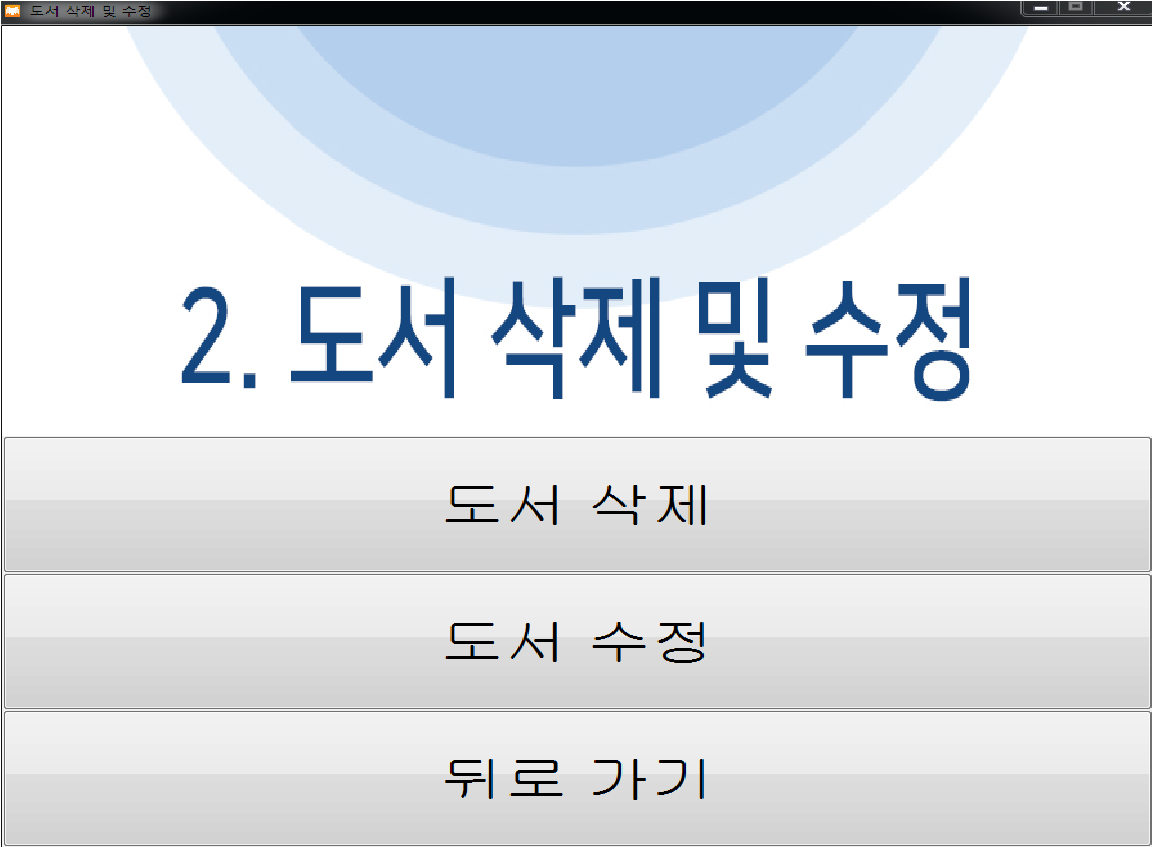 도서 삭제 및 수정
2. 도서 삭제 및 수정
도서 삭제
도서 수정
뒤로 가기